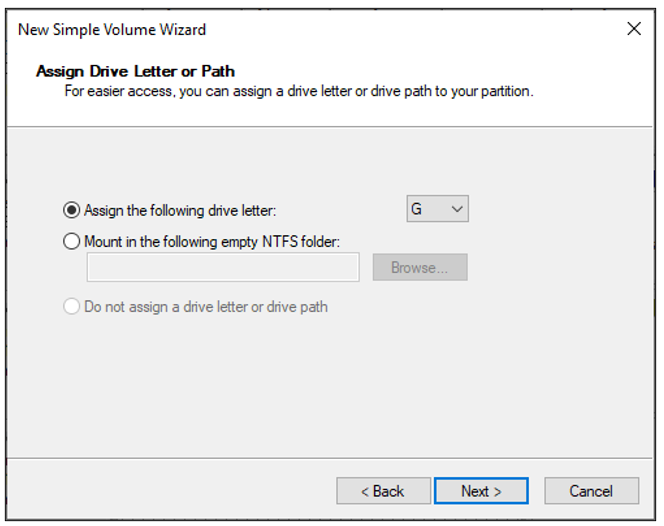 New Simple Volume Wizard
Assign Drive Letter or Path
For easier access, you can assign a drive letter or drive path to your partition.
Assign the following drive letter: G
Mount in the following empty NTFS folder:
Browse...
Do not assign a drive letter or drive path
< Back Next > Cancel